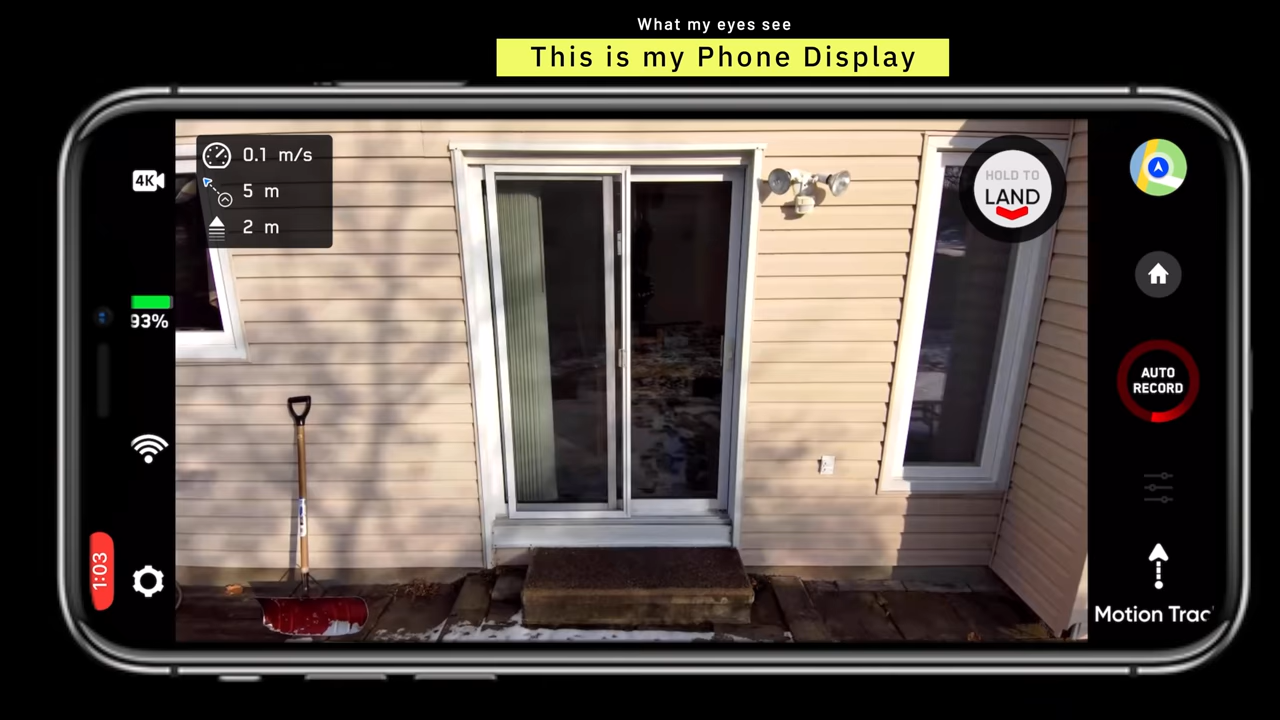 What my eyes see
This is my Phone Display
0.1 m/s
5 m
2 m
4K
93%
1:03
HOLD TO
LAND
AUTO
RECORD
Motion Trac